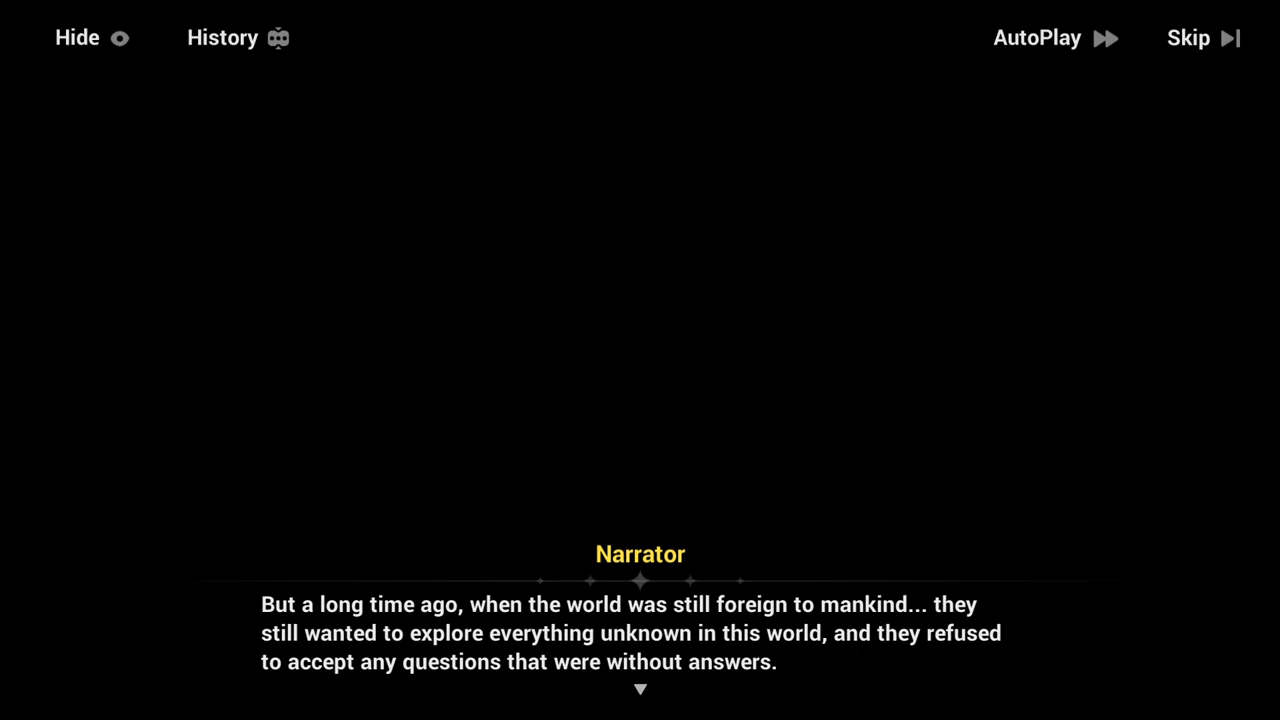 Hide
History
AutoPlay
Skip
Narrator
But a long time ago, when the world was still foreign to mankind... they
still wanted to explore everything unknown in this world, and they refused
to accept any questions that were without answers.